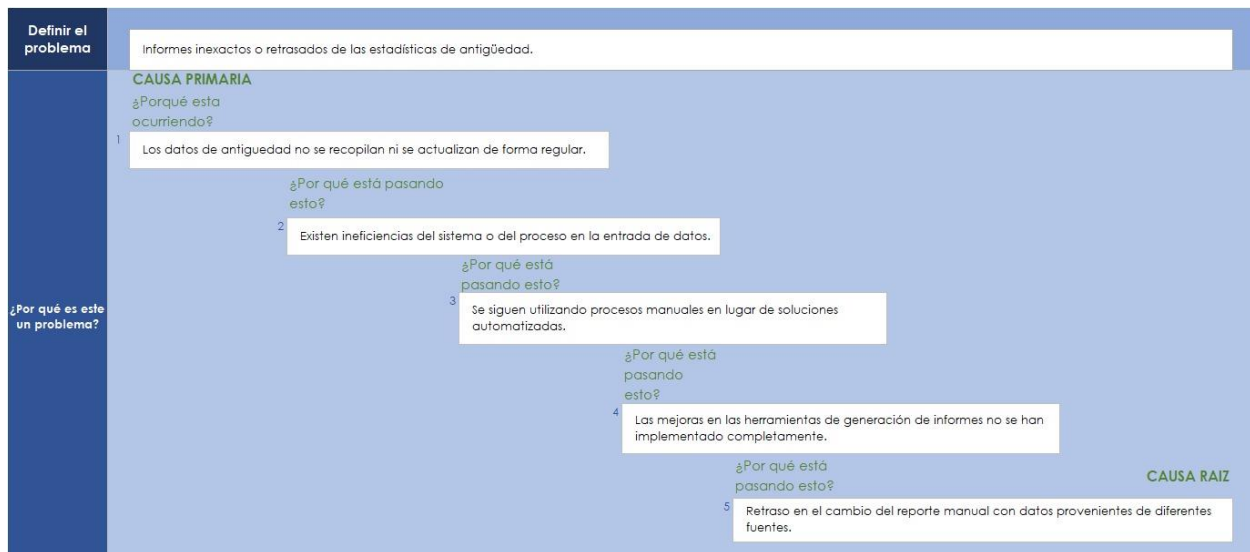 Definir el
problema
Informes inexactos o retrasados de las estadísticas de antigüedad.
¿Por qué es este
un problema?
CAUSA PRIMARIA
¿Porqué esta
ocurriendo?
1
Los datos de antiguedad no se recopilan ni se actualizan de forma regular.
¿Por qué está pasando
esto?
2
Existen ineficiencias del sistema o del proceso en la entrada de datos.
¿Por qué está
pasando esto?
3
Se siguen utilizando procesos manuales en lugar de soluciones
automatizadas.
¿Por qué está
pasando
esto?
4
Las mejoras en las herramientas de generación de informes no se han
implementado completamente.
¿Por qué está
pasando esto?
CAUSA RAIZ
5
Retraso en el cambio del reporte manual con datos provenientes de diferentes
fuentes.